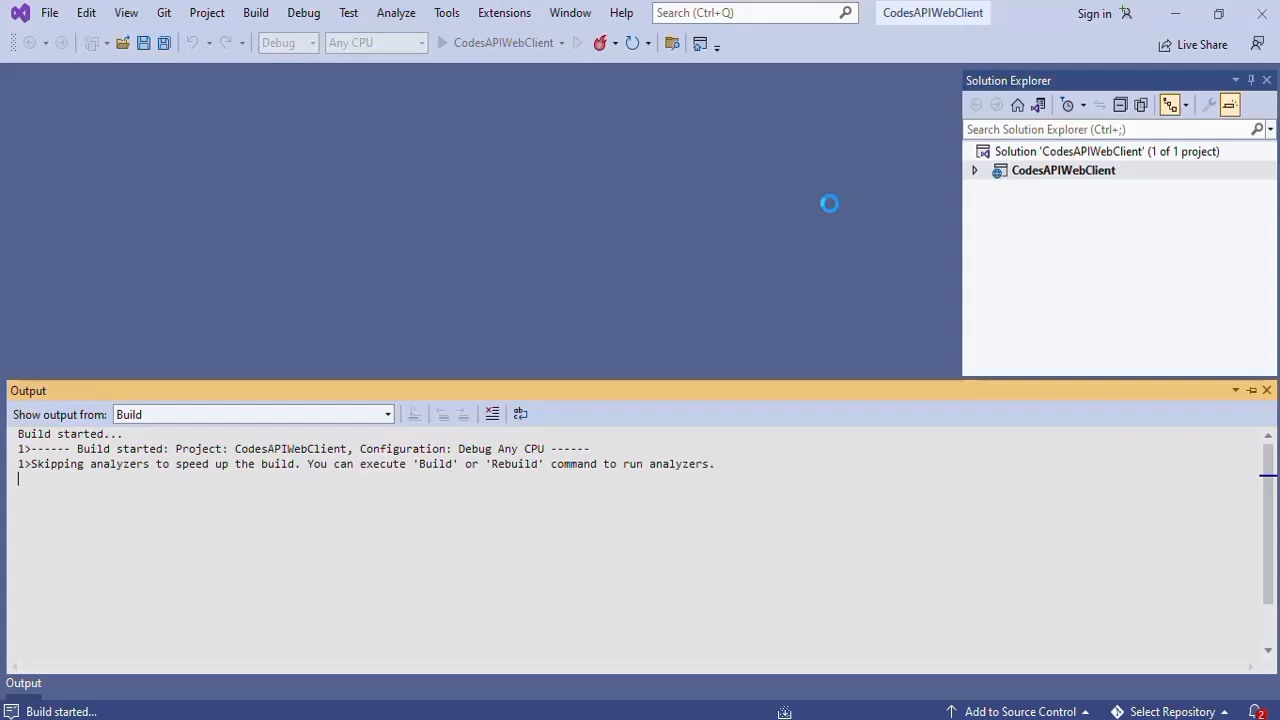 File Edit View Git Project Build Debug Test Analyze Tools Extensions Window Help Search (Ctrl+Q) CodesAPIWebClient Sign in
Debug Any CPU CodesAPIWebClient Live Share
Solution Explorer
Search Solution Explorer (Ctrl+;)
Solution 'CodesAPIWebClient' (1 of 1 project)
CodesAPIWebClient
Output
Show output from: Build
Build started...
1>------ Build started: Project: CodesAPIWebClient, Configuration: Debug Any CPU ------
1>Skipping analyzers to speed up the build. You can execute 'Build' or 'Rebuild' command to run analyzers.
Output
Build started... Add to Source Control Select Repository 2